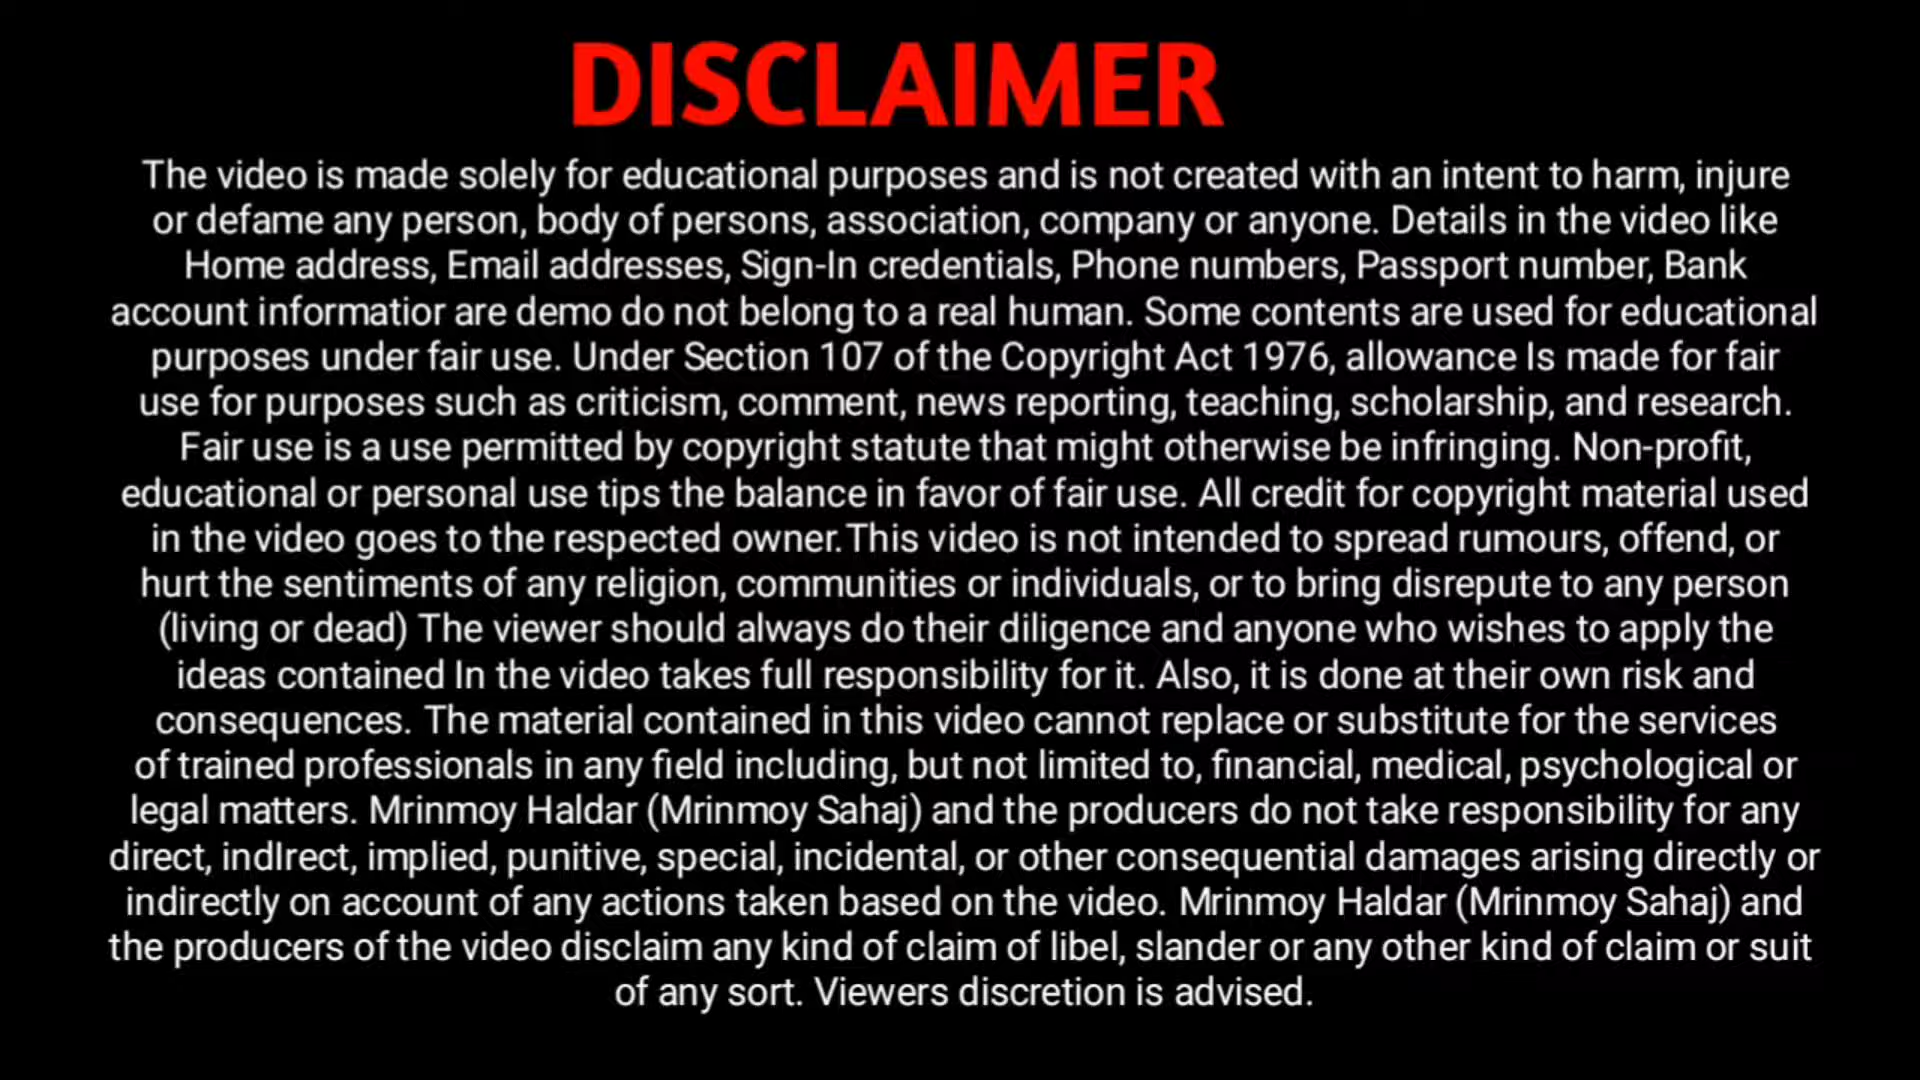 DISCLAIMER
The video is made solely for educational purposes and is not created with an intent to harm, injure
or defame any person, body of persons, association, company or anyone. Details in the video like
Home address, Email addresses, Sign-In credentials, Phone numbers, Passport number, Bank
account informatior are demo do not belong to a real human. Some contents are used for educational
purposes under fair use. Under Section 107 of the Copyright Act 1976, allowance Is made for fair
use for purposes such as criticism, comment, news reporting, teaching, scholarship, and research.
Fair use is a use permitted by copyright statute that might otherwise be infringing. Non-profit,
educational or personal use tips the balance in favor of fair use. All credit for copyright material used
in the video goes to the respected owner.This video is not intended to spread rumours, offend, or
hurt the sentiments of any religion, communities or individuals, or to bring disrepute to any person
(living or dead) The viewer should always do their diligence and anyone who wishes to apply the
ideas contained In the video takes full responsibility for it. Also, it is done at their own risk and
consequences. The material contained in this video cannot replace or substitute for the services
of trained professionals in any field including, but not limited to, financial, medical, psychological or
legal matters. Mrinmoy Haldar (Mrinmoy Sahaj) and the producers do not take responsibility for any
direct, indIrect, implied, punitive, special, incidental, or other consequential damages arising directly or
indirectly on account of any actions taken based on the video. Mrinmoy Haldar (Mrinmoy Sahaj) and
the producers of the video disclaim any kind of claim of libel, slander or any other kind of claim or suit
of any sort. Viewers discretion is advised.